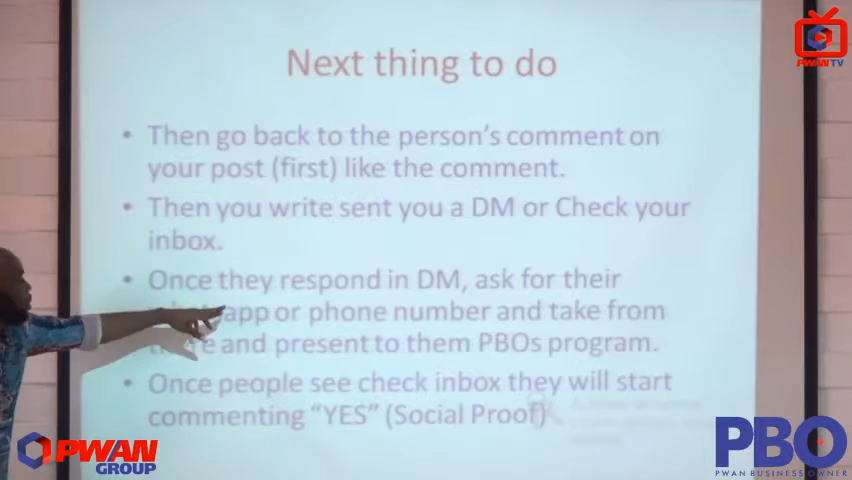 PWAN TV
Next thing to do
• Then go back to the person's comment on
your post (first) like the comment.
• Then you write sent you a DM or Check your
inbox.
• Once they respond in DM, ask for their
app or phone number and take from
and present to them PBOs program.
• Once people see check inbox they will start
commenting "YES" (Social Proof)
PWAN
GROUP
PBO
PWAN BUSINESS OWNER